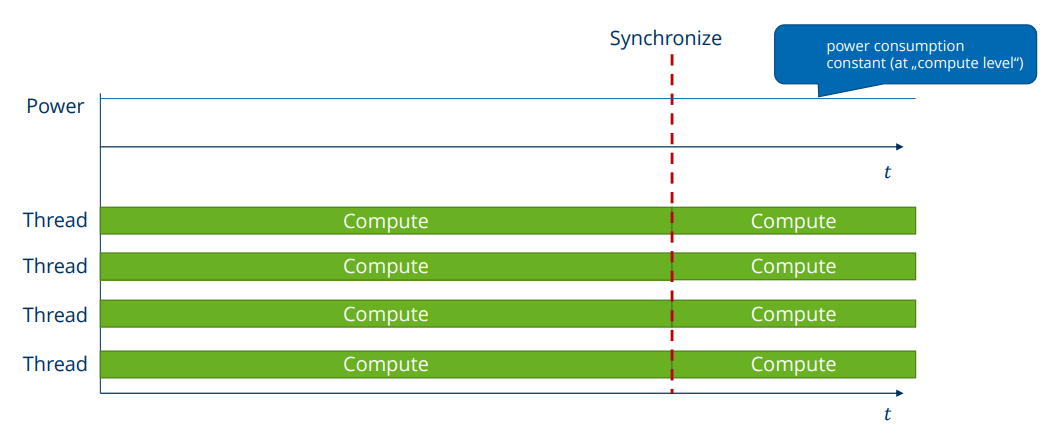 Synchronize
power consumption
constant (at „compute level“)
Power
t
Thread Compute Compute
Thread Compute Compute
Thread Compute Compute
Thread Compute Compute
t